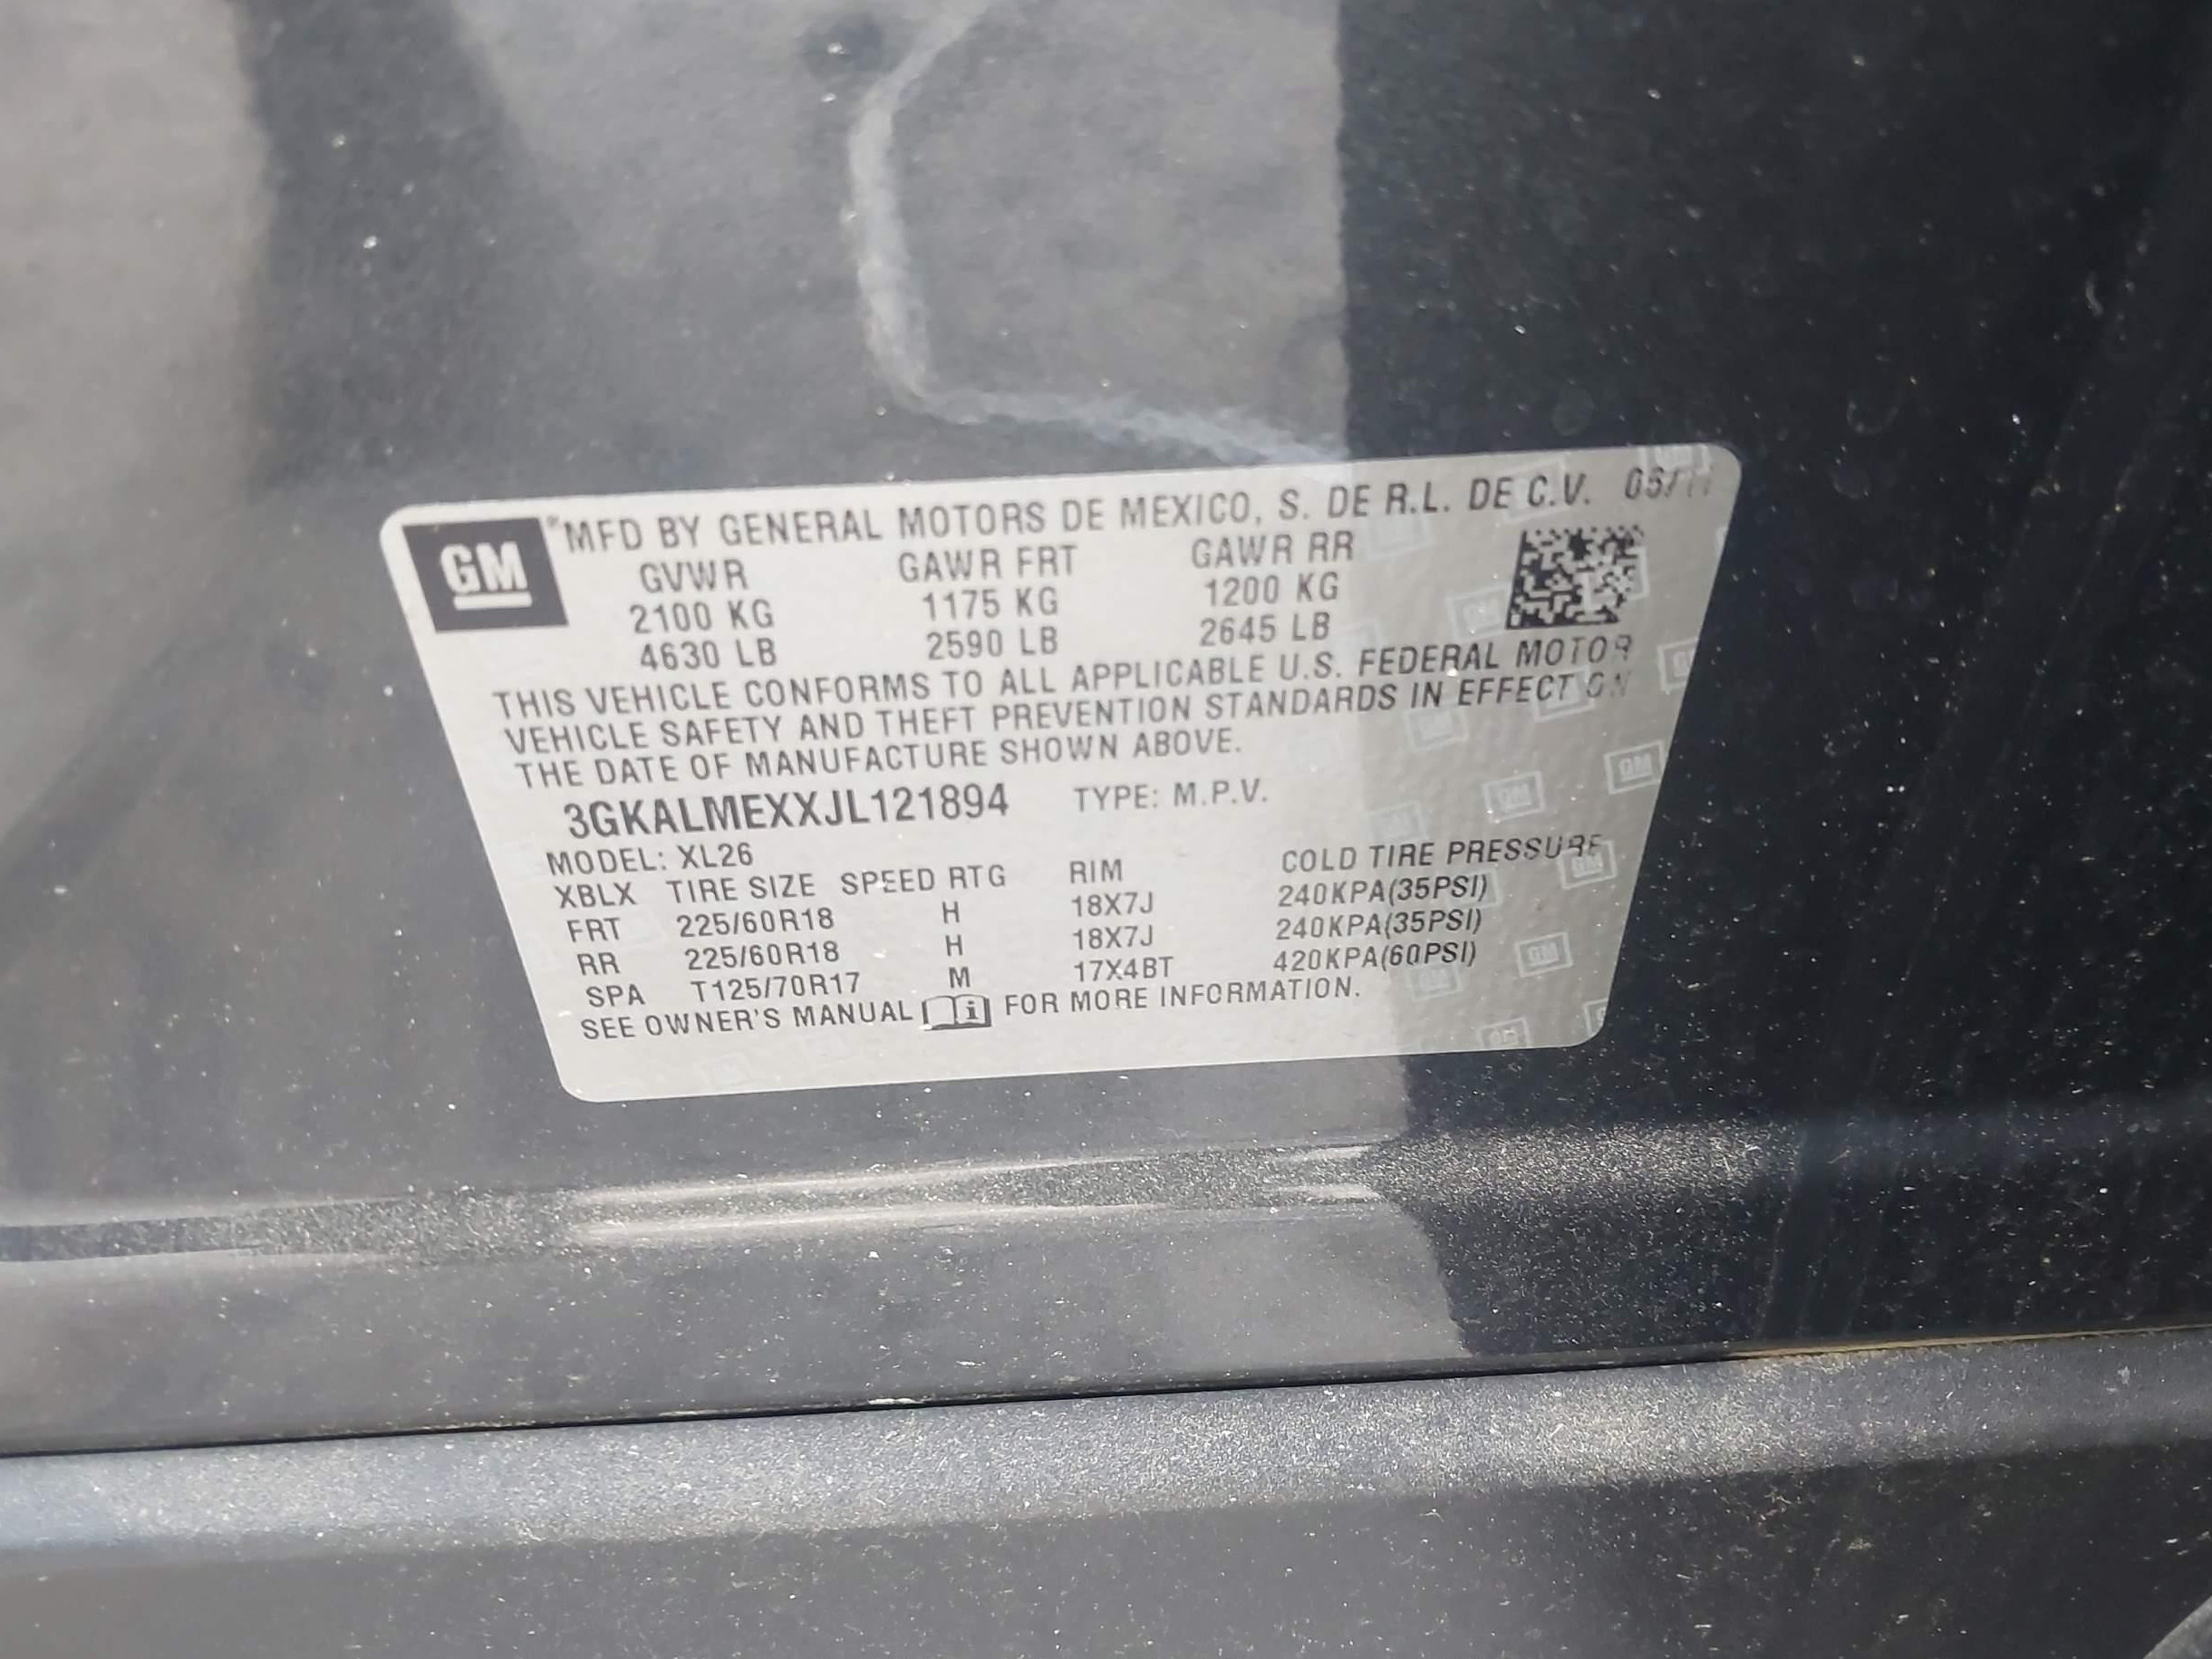 GM
MFD BY GENERAL MOTORS DE MEXICO, S. DE R.L. DE C.V.
GVWR GAWR FRT GAWR RR
2100 KG 1175 KG 1200 KG
4630 LB 2590 LB 2645 LB
THIS VEHICLE CONFORMS TO ALL APPLICABLE U.S. FEDERAL MOTOR
VEHICLE SAFETY AND THEFT PREVENTION STANDARDS IN EFFECT ON
THE DATE OF MANUFACTURE SHOWN ABOVE.
3GKALMEXXJL121894 TYPE: M.P.V.
MODEL: XL26
XBLX TIRE SIZE SPEED RTG RIM COLD TIRE PRESSURE
FRT 225/60R18 H 18X7J 240KPA(35PSI)
RR 225/60R18 H 18X7J 240KPA(35PSI)
SPA T125/70R17 M 17X4BT 420KPA(60PSI)
SEE OWNER'S MANUAL i FOR MORE INFORMATION.